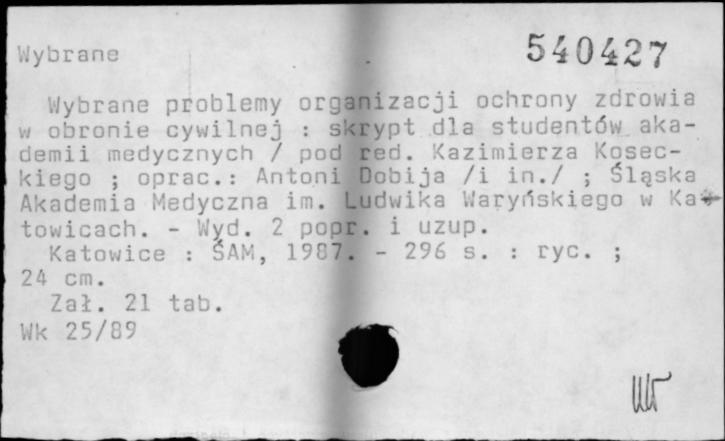 Wybrane 540427
Wybrane problemy organizacji ochrony zdrowia
w obronie cywilnej : skrypt dla studentów aka-
demii medycznych / pod red. Kazimierza Kosec-
kiego ; oprac.: Antoni Dobija /i in./ ; Śląska
Akademia Medyczna im. Ludwika Waryńskiego w Ka-
towicach. - Wyd. 2 popr. i uzup.
Katowice : ŚAM, 1987. - 296 s. : ryc. ;
24 cm.
Zał. 21 tab.
Wk 25/89